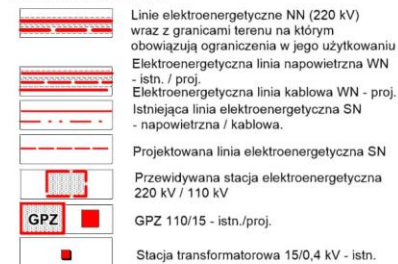 Linie elektroenergetyczne NN (220 kV)
wraz z granicami terenu na którym
obowiązują ograniczenia w jego użytkowaniu
Elektroenergetyczna linia napowietrzna WN
- istn. / proj.
Elektroenergetyczna linia kablowa WN - proj.
Istniejąca linia elektroenergetyczna SN
- napowietrzna / kablowa.
Projektowana linia elektroenergetyczna SN
Przewidywana stacja elektroenergetyczna
220 kV / 110 kV
GPZ
GPZ 110/15 - istn./proj.
Stacja transformatorowa 15/0,4 kV - istn.